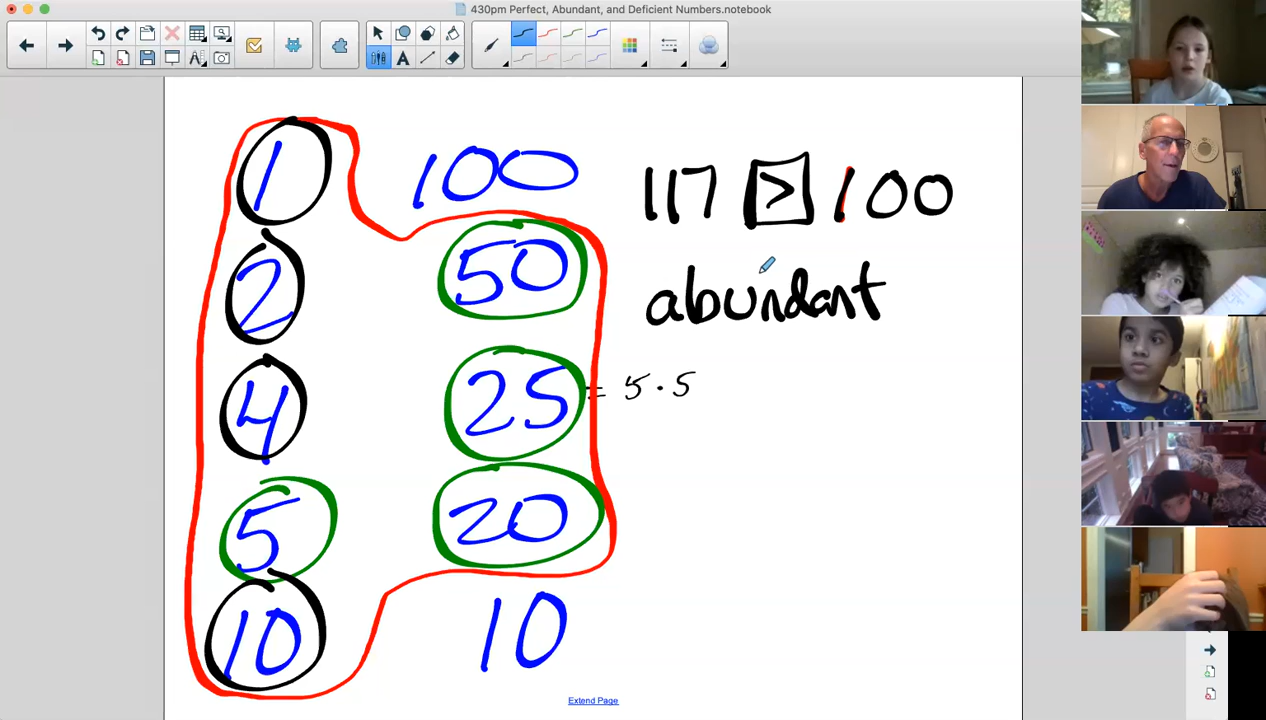 430pm Perfect, Abundant, and Deficient Numbers.notebook
1 100
117 > 100
2 50
abundant
4 25 = 5 · 5
5 20
10 10
Extend Page